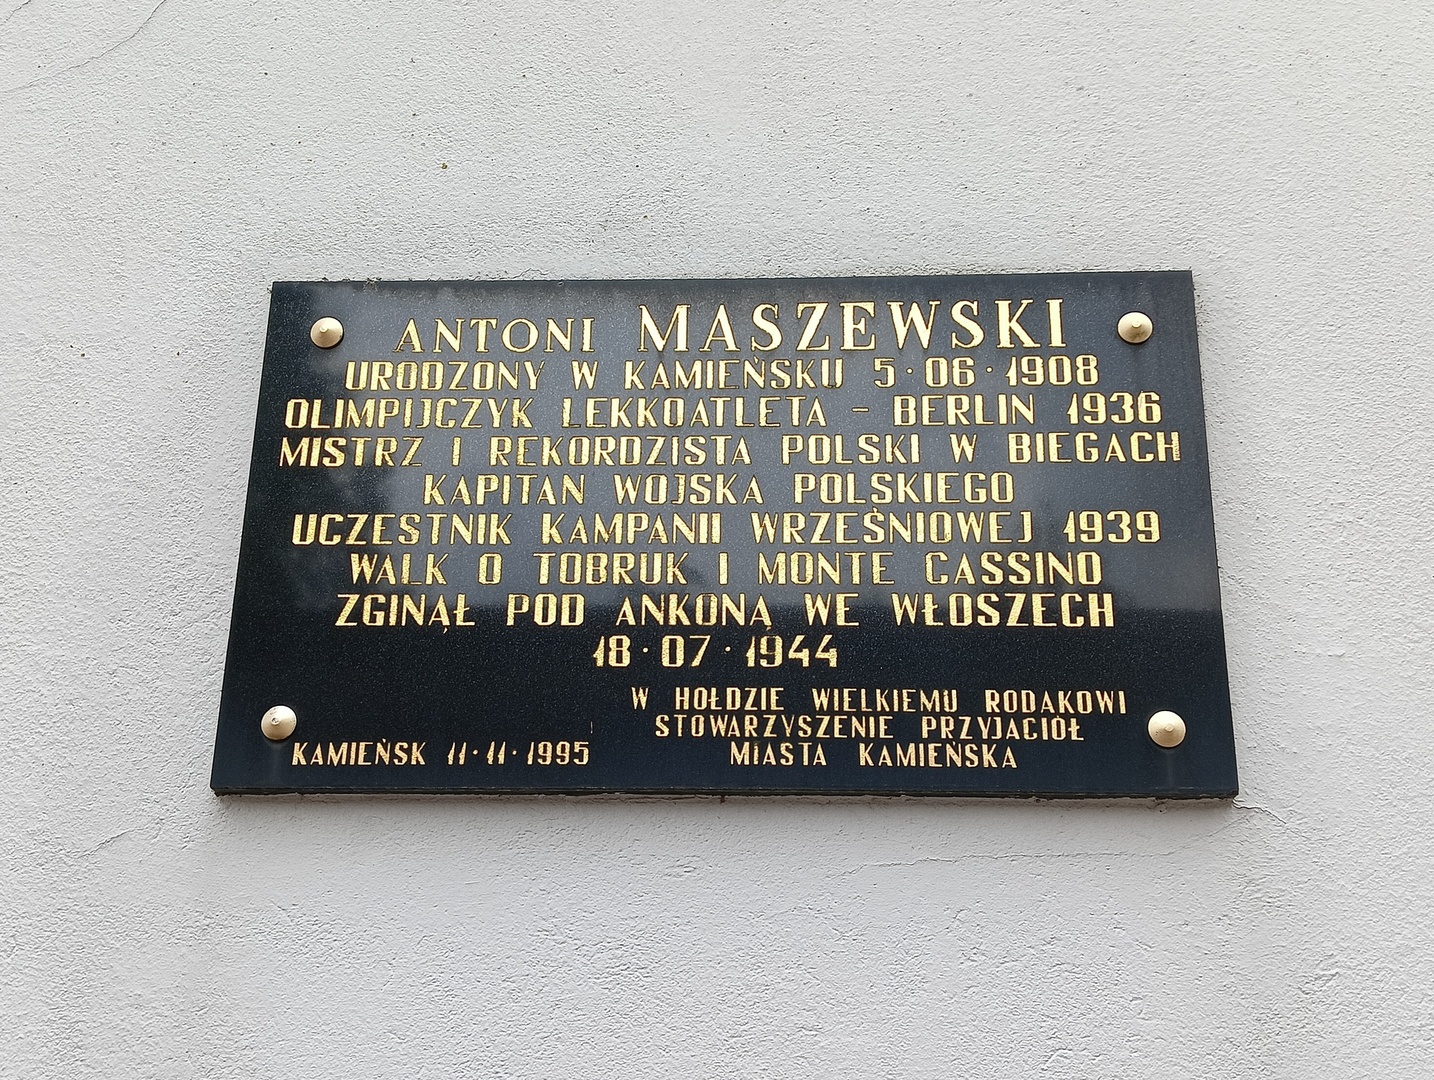 ANTONI MASZEWSKI
URODZONY W KAMIEŃSKU 5·06·1908
OLIMPIJCZYK LEKKOATLETA – BERLIN 1936
MISTRZ I REKORDZISTA POLSKI W BIEGACH
KAPITAN WOJSKA POLSKIEGO
UCZESTNIK KAMPANII WRZEŚNIOWEJ 1939
WALK O TOBRUK I MONTE CASSINO
ZGINĄŁ POD ANKONĄ WE WŁOSZECH
18·07·1944
W HOŁDZIE WIELKIEMU RODAKOWI
STOWARZYSZENIE PRZYJACIÓŁ
MIASTA KAMIEŃSKA
KAMIEŃSK 11·11·1995